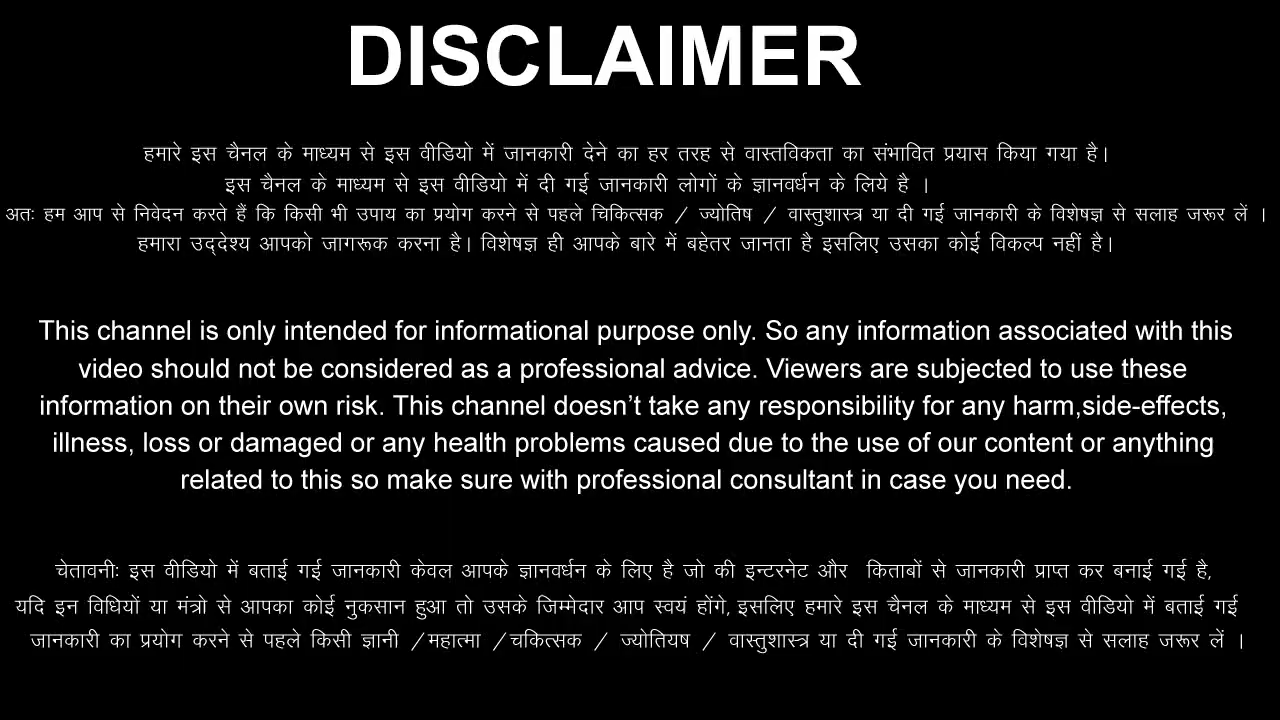 DISCLAIMER
हमारे इस चैनल के माध्यम से इस वीडियो में जानकारी देने का हर तरह से वास्तविकता का संभावित प्रयास किया गया है।
इस चैनल के माध्यम से इस वीडियो में दी गई जानकारी लोगों के ज्ञानवर्धन के लिये है ।
अतः हम आप से निवेदन करते हैं कि किसी भी उपाय का प्रयोग करने से पहले चिकित्सक / ज्योतिष / वास्तुशास्त्र या दी गई जानकारी के विशेषज्ञ से सलाह जरूर लें ।
हमारा उद्देश्य आपको जागरूक करना है। विशेषज्ञ ही आपके बारे में बहेतर जानता है इसलिए उसका कोई विकल्प नहीं है।
This channel is only intended for informational purpose only. So any information associated with this
video should not be considered as a professional advice. Viewers are subjected to use these
information on their own risk. This channel doesn’t take any responsibility for any harm,side-effects,
illness, loss or damaged or any health problems caused due to the use of our content or anything
related to this so make sure with professional consultant in case you need.
चेतावनीः इस वीडियो में बताई गई जानकारी केवल आपके ज्ञानवर्धन के लिए है जो की इन्टरनेट और किताबों से जानकारी प्राप्त कर बनाई गई है,
यदि इन विधियों या मंत्रो से आपका कोई नुकसान हुआ तो उसके जिम्मेदार आप स्वयं होंगे, इसलिए हमारे इस चैनल के माध्यम से इस वीडियो में बताई गई
जानकारी का प्रयोग करने से पहले किसी ज्ञानी /महात्मा /चकित्सक / ज्योतियष / वास्तुशास्त्र या दी गई जानकारी के विशेषज्ञ से सलाह जरूर लें ।